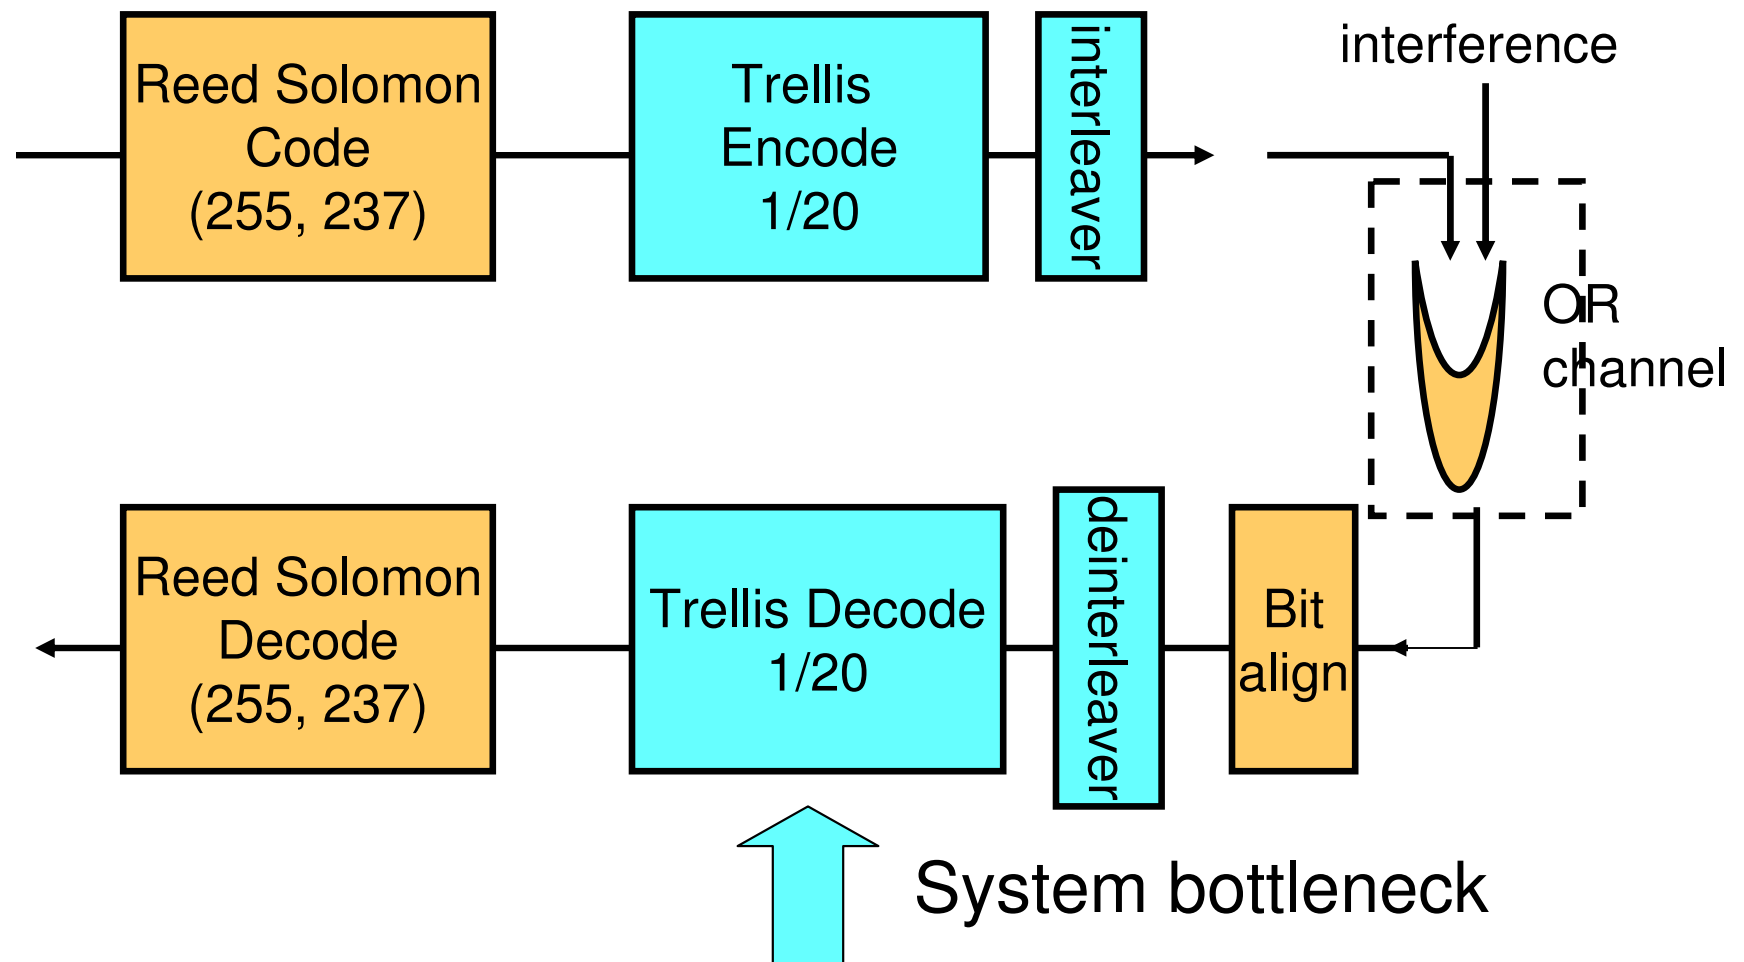 Reed Solomon
Code
(255, 237)
Trellis
Encode
1/20
interleaver
interference
OR
channel
Reed Solomon
Decode
(255, 237)
Trellis Decode
1/20
deinterleaver
Bit
align
System bottleneck